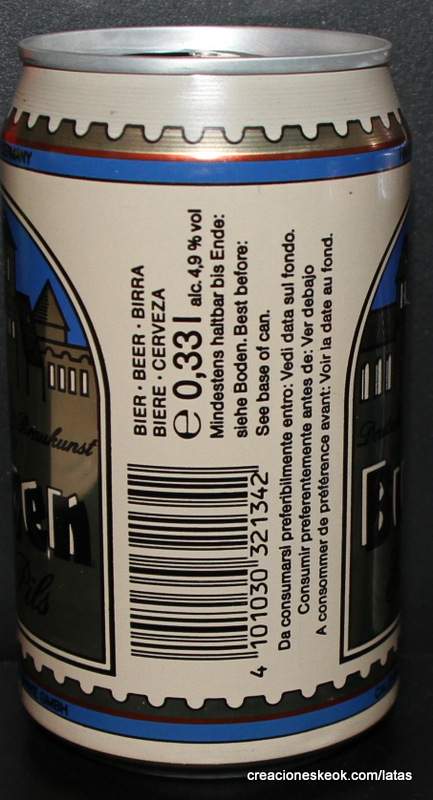 BIER · BEER · BIRRA
BIERE · CERVEZA
e 0,33 l alc. 4,9 % vol
Mindestens haltbar bis Ende:
siehe Boden. Best before:
See base of can.
Da consumarsi preferibilmente entro: Vedi data sul fondo.
Consumir preferentemente antes de: Ver debajo
A consommer de préférence avant: Voir la date au fond.
4 101030 321342
Braukunst
en
Pils
B
GMBH
creacioneskeok.com/latas